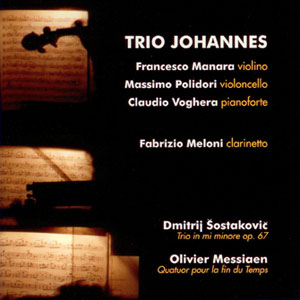 TRIO JOHANNES
Francesco Manara violino
Massimo Polidori violoncello
Claudio Voghera pianoforte
Fabrizio Meloni clarinetto
Dmitrij Šostakovič
Trio in mi minore op. 67
Olivier Messiaen
Quatuor pour la fin du Temps